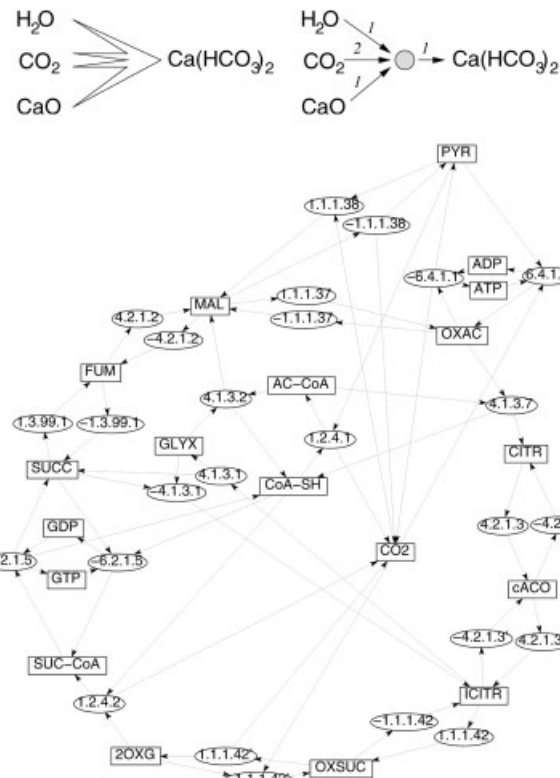 H2O
CO2
CaO
Ca(HCO3)2
H2O
CO2
CaO
1
2
1
1
Ca(HCO3)2
PYR
1.1.1.38
−1.1.1.38
ADP
−6.4.1.1
ATP
MAL
1.1.1.37
−1.1.1.37
OXAC
4.2.1.2
−4.2.1.2
FUM
AC−CoA
4.1.3.2
4.1.3.7
1.3.99.1
−1.3.99.1
GLYX
1.2.4.1
CITR
SUCC
4.1.3.1
−4.1.3.1
CoA−SH
GDP
4.2.1.3
CO2
2.1.5
−6.2.1.5
GTP
cACO
−4.2.1.3'
SUC−CoA
ICITR
1.2.4.2
−1.1.1.42
1.1.1.42
2OXG
1.1.1.42'
OXSUC